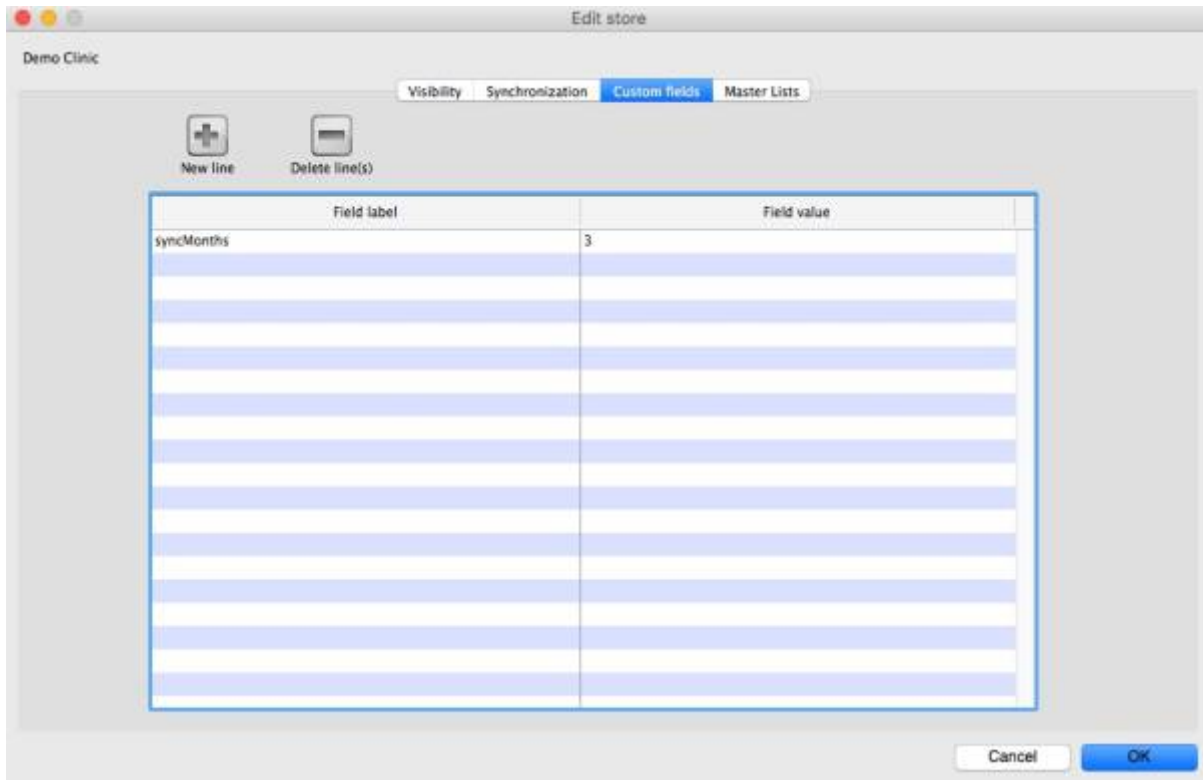 Edit store
Demo Clinic
Visibility Synchronization Custom fields Master Lists
New line Delete line(s)
Field label Field value
syncMonths 3
Cancel OK